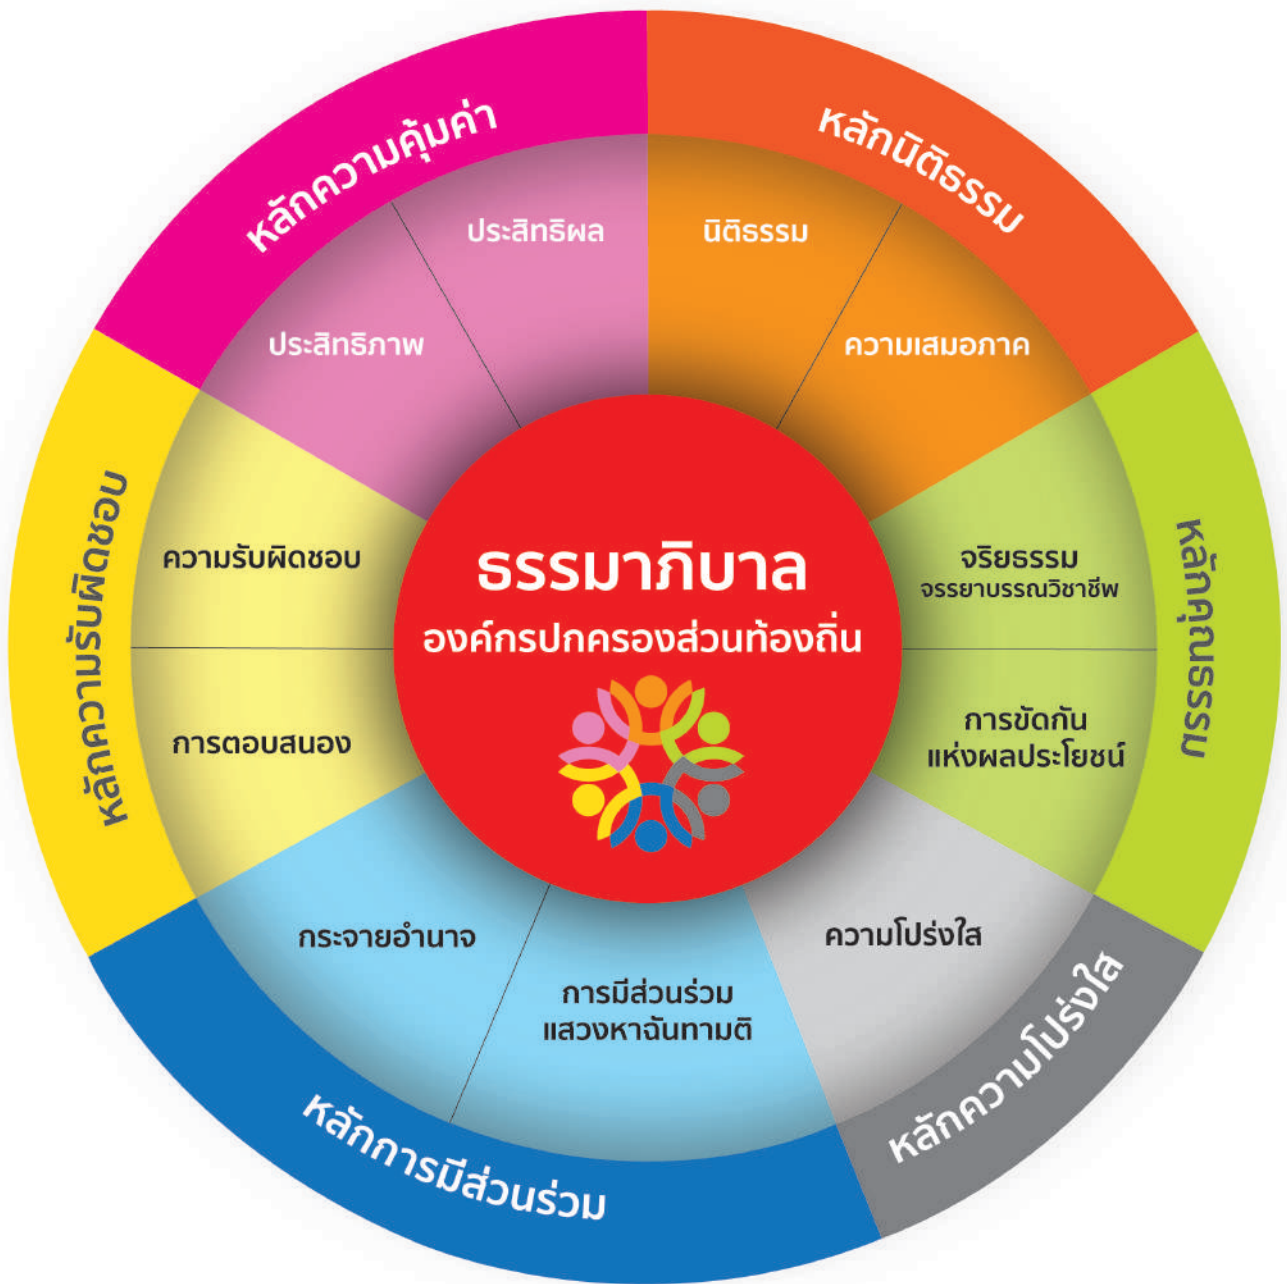 ธรรมาภิบาล
องค์กรปกครองส่วนท้องถิ่น
หลักนิติธรรม
นิติธรรม
ความเสมอภาค
หลักคุณธรรม
จริยธรรม
จรรยาบรรณวิชาชีพ
การขัดกัน
แห่งผลประโยชน์
หลักความโปร่งใส
ความโปร่งใส
หลักการมีส่วนร่วม
การมีส่วนร่วม
แสวงหาฉันทามติ
กระจายอำนาจ
หลักความรับผิดชอบ
การตอบสนอง
ความรับผิดชอบ
หลักความคุ้มค่า
ประสิทธิภาพ
ประสิทธิผล